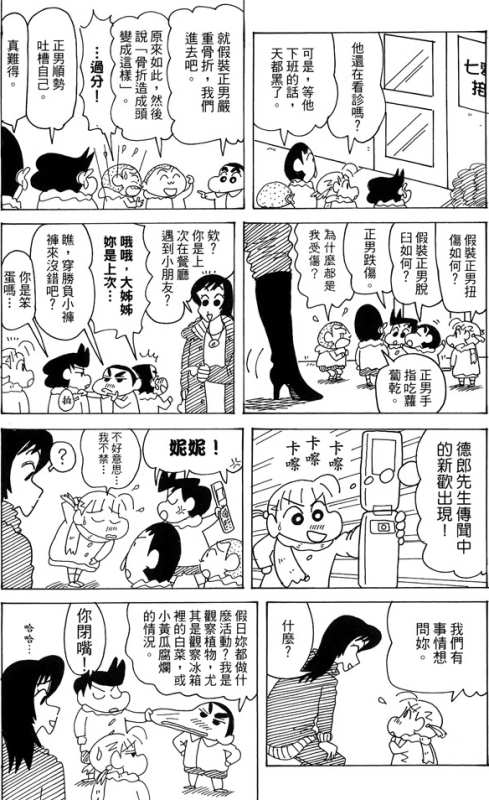 他還在看診嗎？
可是，等他
下班的話，
天都黑了。
就假裝正男嚴
重骨折，我們
進去吧。
原來如此，然後
說「骨折造成頭
變成這樣」。
…過分！
正男順勢
吐槽自己。
真難得。
假裝正男扭
傷如何？
假裝正男脫
臼如何？
正男手
指吃蘿
蔔乾。
正男跌傷。
為什麼都是
我受傷？
欸？
你是上
次在餐廳
遇到小朋友？
哦哦，大姊姊
妳是上次…
瞧，穿勝負小褲
褲來沒錯吧？
你是笨
蛋嗎…
德郎先生傳聞中
的新歡出現！
卡嚓
卡嚓
卡嚓
妮妮！
不好意思…
我不禁…
？
我們有
事情想
問妳。
什麼？
假日妳都做什
麼活動？我是
觀察植物，尤
其是觀察冰箱
裡的白菜，或
小黃瓜腐爛
的情況。
你閉嘴！
哈哈…